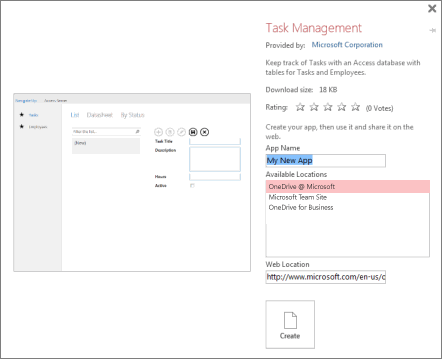 Task Management
Provided by: Microsoft Corporation
Keep track of Tasks with an Access database with
tables for Tasks and Employees.
Download size: 18 KB
Rating: (0 Votes)
Create your app, then use it and share it on the
web.
App Name
My New App
Available Locations
OneDrive @ Microsoft
Microsoft Team Site
OneDrive for Business
Web Location
http://www.microsoft.com/en-us/c
Create
Tasks
Employees
List Datasheet By Status
Filter the list...
(New)
Task Title
Description
Hours
Active